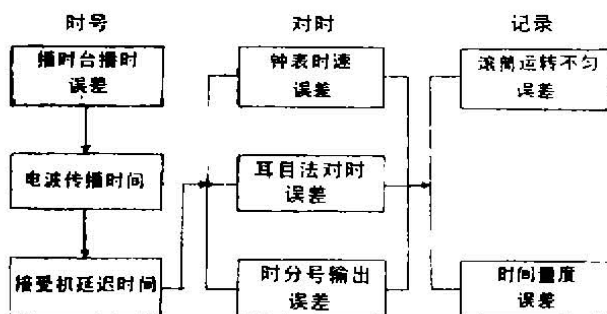 时号
对时
记录
播时台播时
误差
钟表时速
误差
滚筒运转不匀
误差
电波传播时间
耳目法对时
误差
接受机延迟时间
时分号输出
误差
时间量度
误差